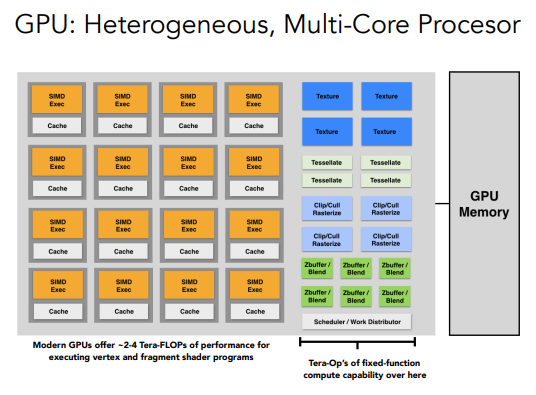 GPU: Heterogeneous, Multi-Core Procesor
SIMD
Exec
Cache
SIMD
Exec
Cache
SIMD
Exec
Cache
SIMD
Exec
Cache
SIMD
Exec
Cache
SIMD
Exec
Cache
SIMD
Exec
Cache
SIMD
Exec
Cache
SIMD
Exec
Cache
SIMD
Exec
Cache
SIMD
Exec
Cache
SIMD
Exec
Cache
SIMD
Exec
Cache
SIMD
Exec
Cache
SIMD
Exec
Cache
SIMD
Exec
Cache
Texture
Texture
Texture
Texture
Tessellate
Tessellate
Tessellate
Tessellate
Clip/Cull
Rasterize
Clip/Cull
Rasterize
Clip/Cull
Rasterize
Clip/Cull
Rasterize
Zbuffer /
Blend
Zbuffer /
Blend
Zbuffer /
Blend
Zbuffer /
Blend
Zbuffer /
Blend
Zbuffer /
Blend
Scheduler / Work Distributor
GPU
Memory
Modern GPUs offer ~2-4 Tera-FLOPs of performance for
executing vertex and fragment shader programs
Tera-Op's of fixed-function
compute capability over here